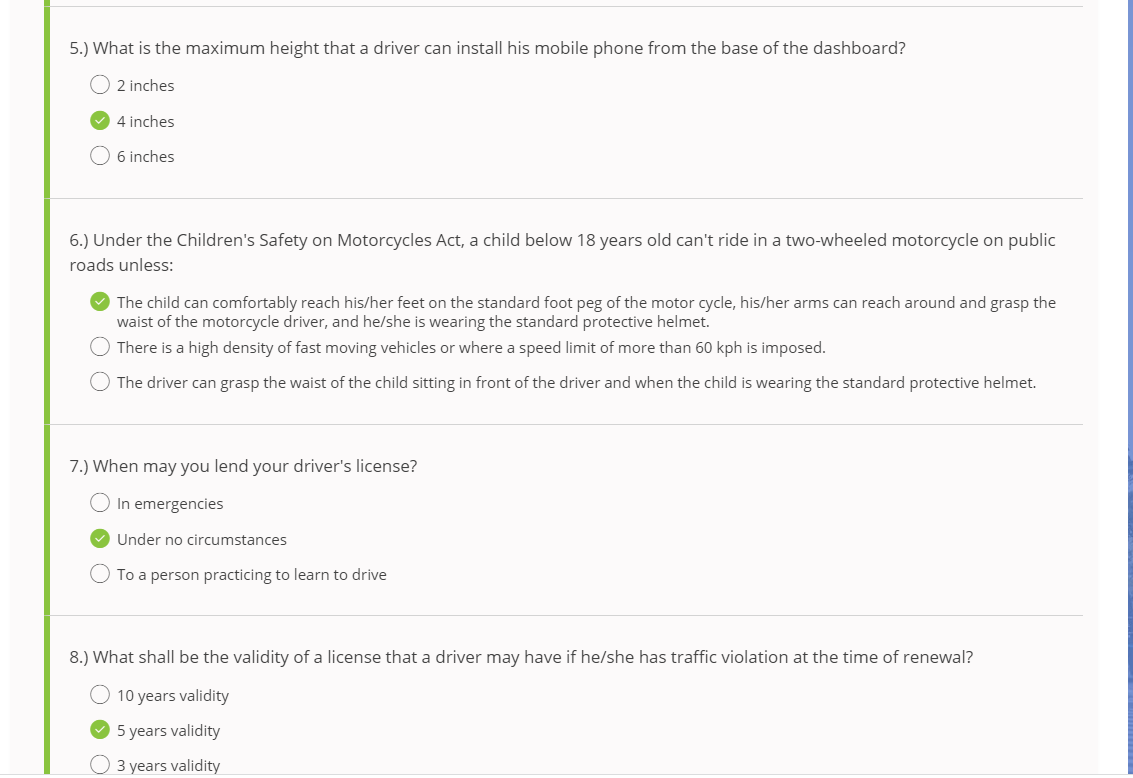 5.) What is the maximum height that a driver can install his mobile phone from the base of the dashboard?
2 inches
4 inches
6 inches
6.) Under the Children's Safety on Motorcycles Act, a child below 18 years old can't ride in a two-wheeled motorcycle on public
roads unless:
The child can comfortably reach his/her feet on the standard foot peg of the motor cycle, his/her arms can reach around and grasp the
waist of the motorcycle driver, and he/she is wearing the standard protective helmet.
There is a high density of fast moving vehicles or where a speed limit of more than 60 kph is imposed.
The driver can grasp the waist of the child sitting in front of the driver and when the child is wearing the standard protective helmet.
7.) When may you lend your driver's license?
In emergencies
Under no circumstances
To a person practicing to learn to drive
8.) What shall be the validity of a license that a driver may have if he/she has traffic violation at the time of renewal?
10 years validity
5 years validity
3 years validity